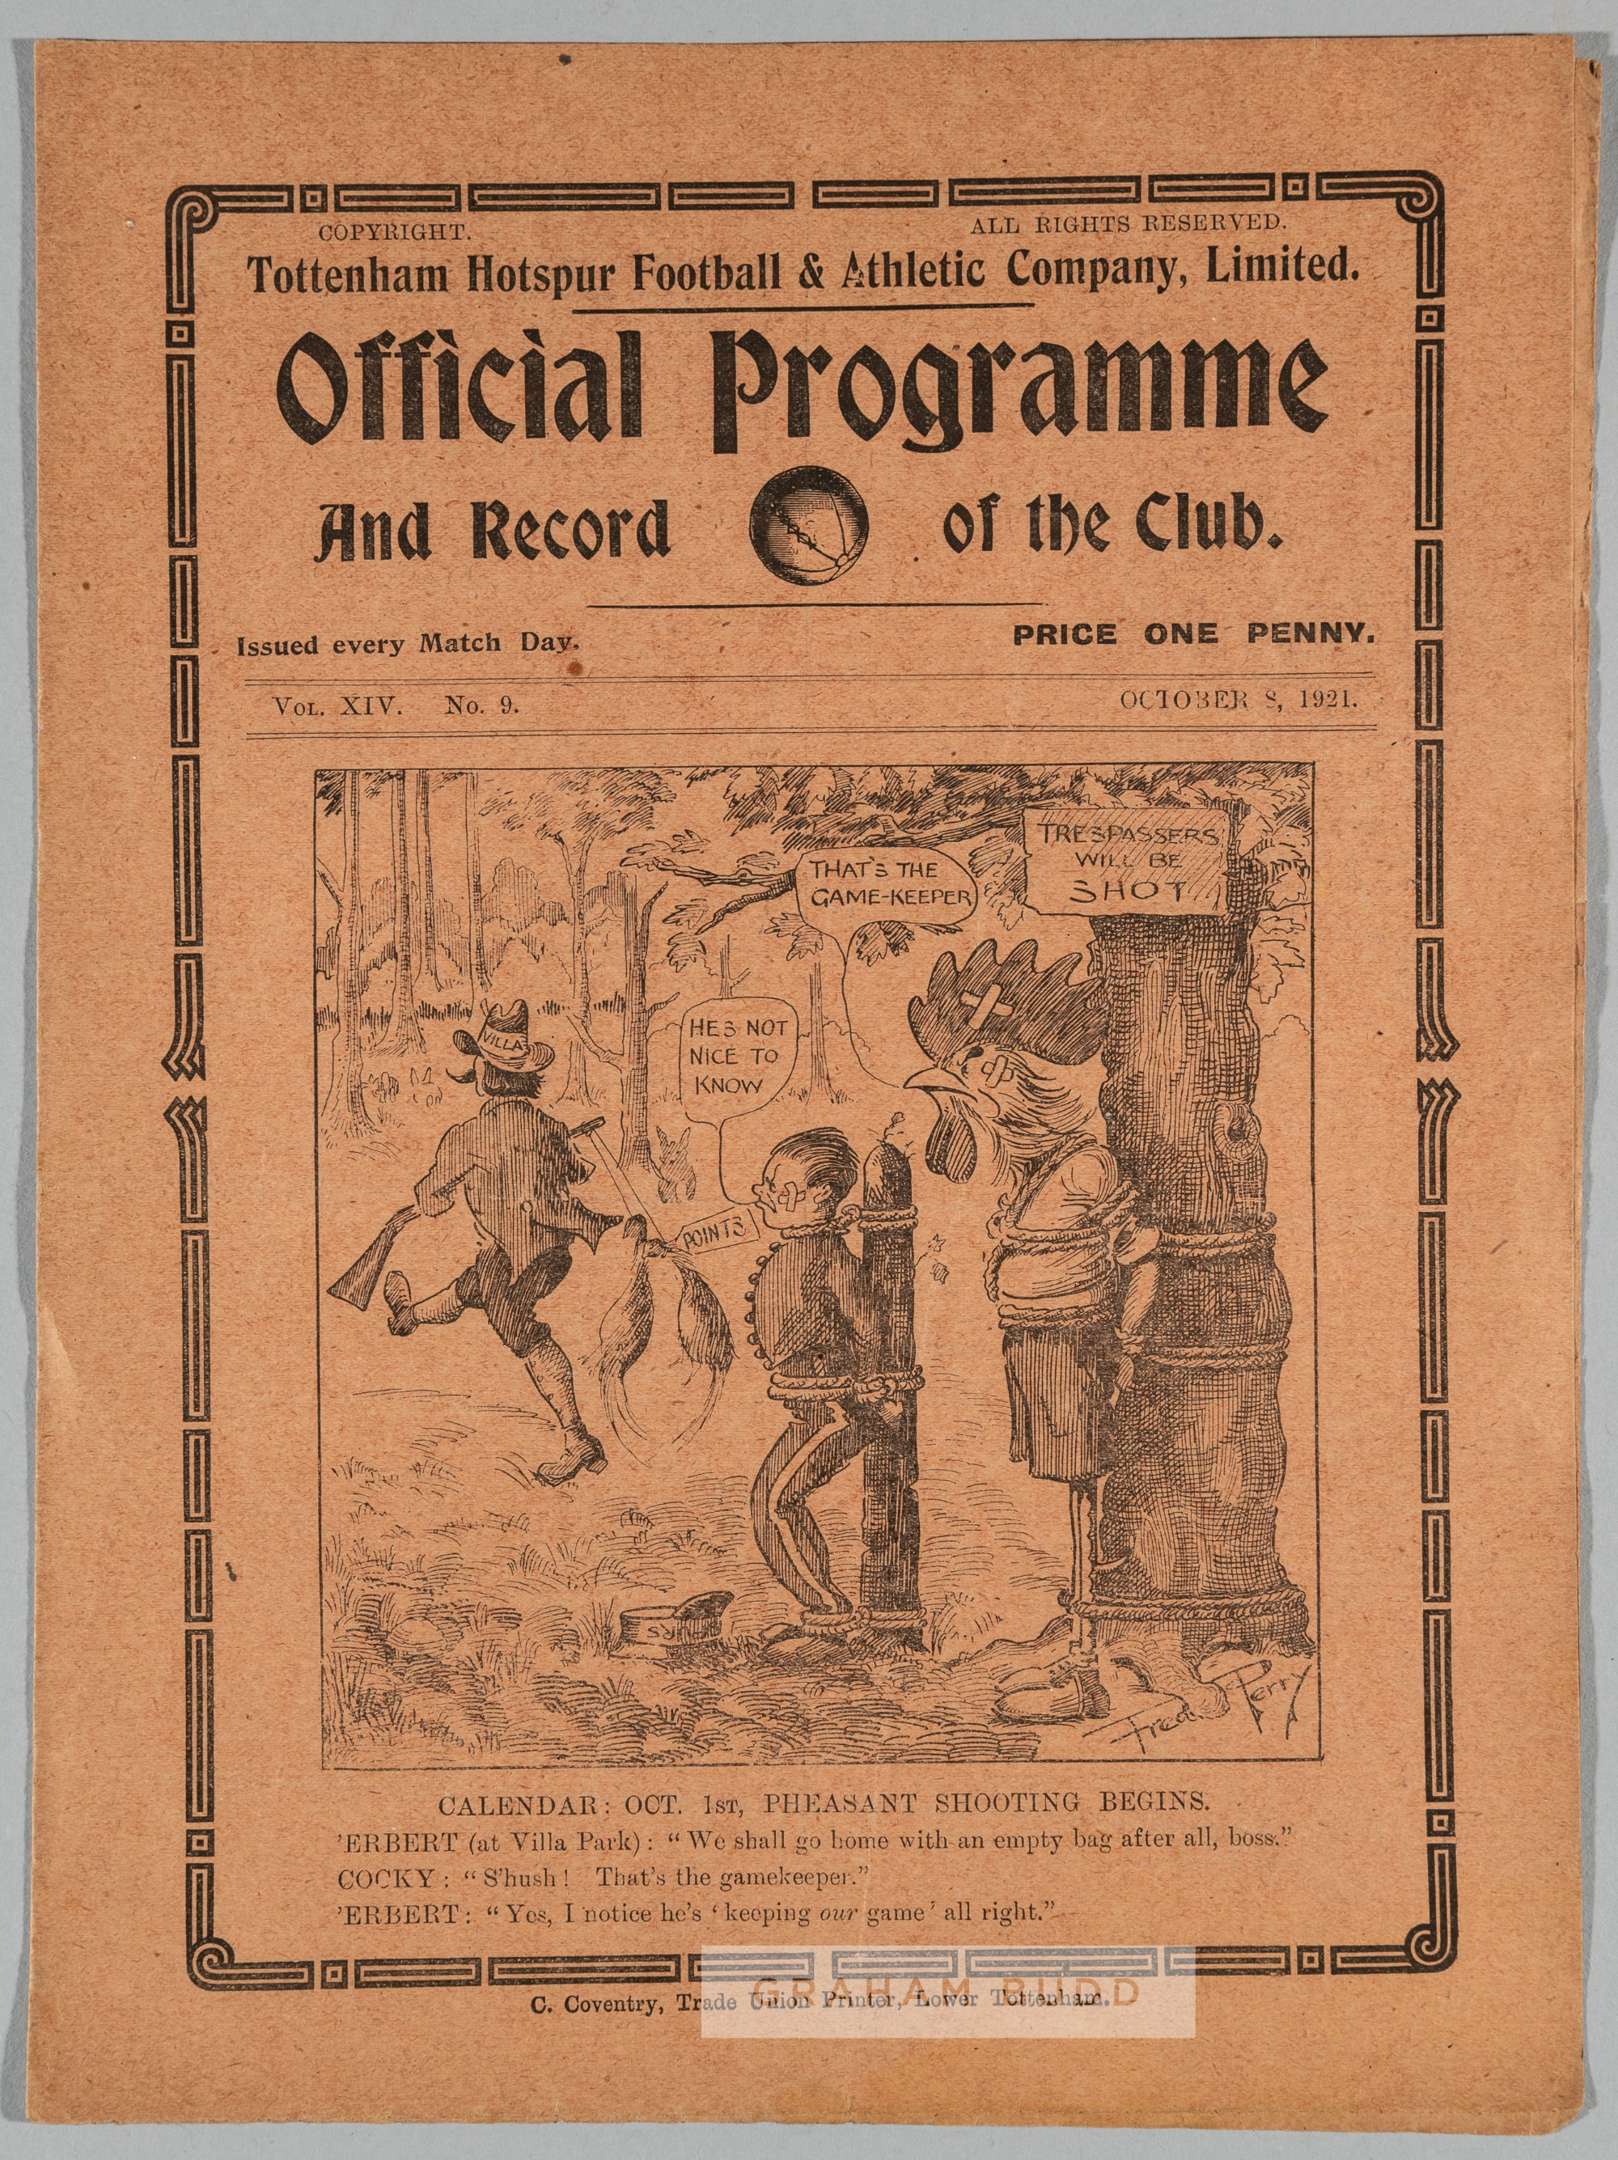 COPYRIGHT. ALL RIGHTS RESERVED.
Tottenham Hotspur Football & Athletic Company, Limited.
Official Programme
And Record of the Club.
Issued every Match Day. PRICE ONE PENNY.
VOL. XIV. No. 9. OCTOBER 8, 1921.
TRESPASSERS
WILL BE
SHOT
THAT'S THE
GAME-KEEPER
VILLA
HES NOT
NICE TO
KNOW
POINTS
Fred. Perry
CALENDAR: OCT. 1ST, PHEASANT SHOOTING BEGINS.
'ERBERT (at Villa Park): "We shall go home with an empty bag after all, boss."
COCKY: "S'hush! That's the gamekeeper."
'ERBERT: "Yes, I notice he's 'keeping our game' all right."
GRAHAM BUDD
C. Coventry, Trade Union Printer, Lower Tottenham.